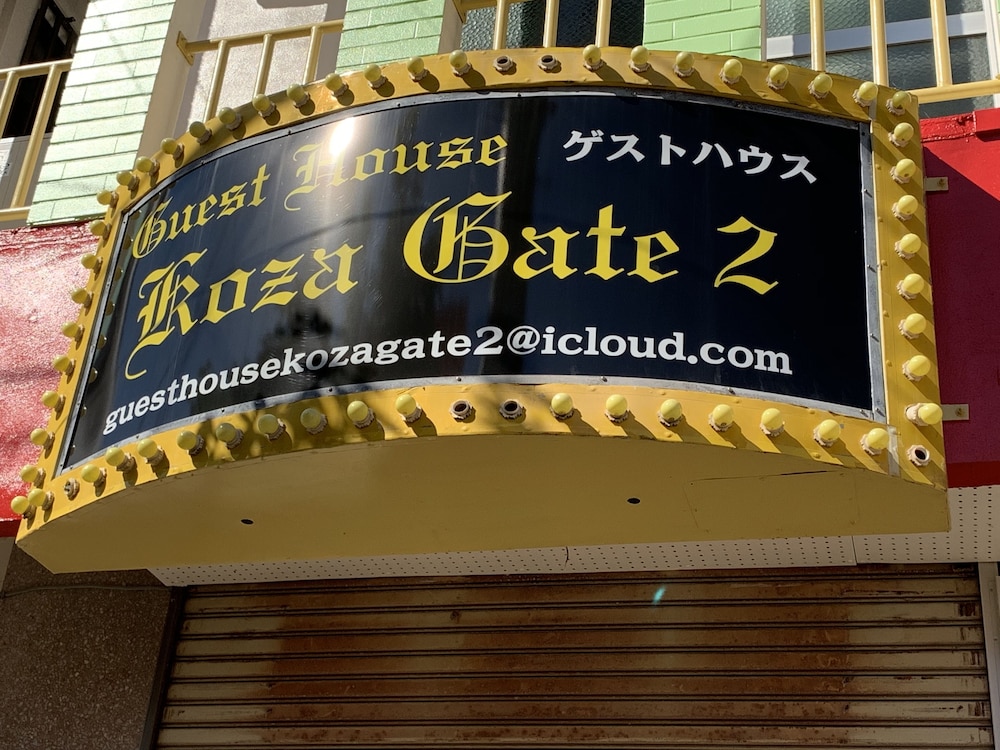 Guest House ゲストハウス
Koza Gate 2
guesthousekozagate2@icloud.com